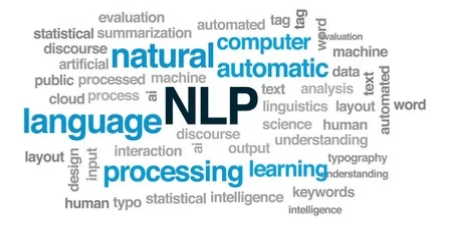 evaluation
statistical summarization automated tag tag word evaluation
discourse natural computer machine
artificial automatic data
public processed machine text analysis text automated
cloud process ai NLP linguistics layout word
language science human
discourse understanding
layout design input interaction ai output typography
processing learning understanding
human typo statistical intelligence keywords
intelligence